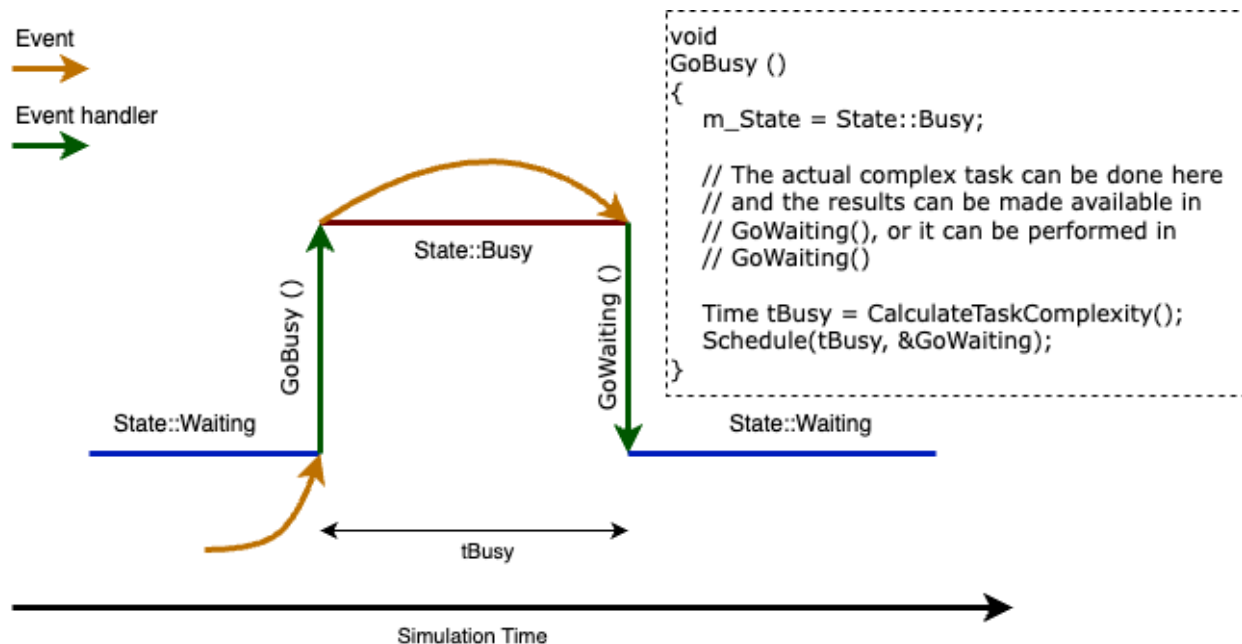 Event
Event handler
void
GoBusy ()
{
m_State = State::Busy;
// The actual complex task can be done here
// and the results can be made available in
// GoWaiting(), or it can be performed in
// GoWaiting()
Time tBusy = CalculateTaskComplexity();
Schedule(tBusy, &GoWaiting);
}
State::Busy
GoBusy ()
GoWaiting ()
State::Waiting
State::Waiting
tBusy
Simulation Time